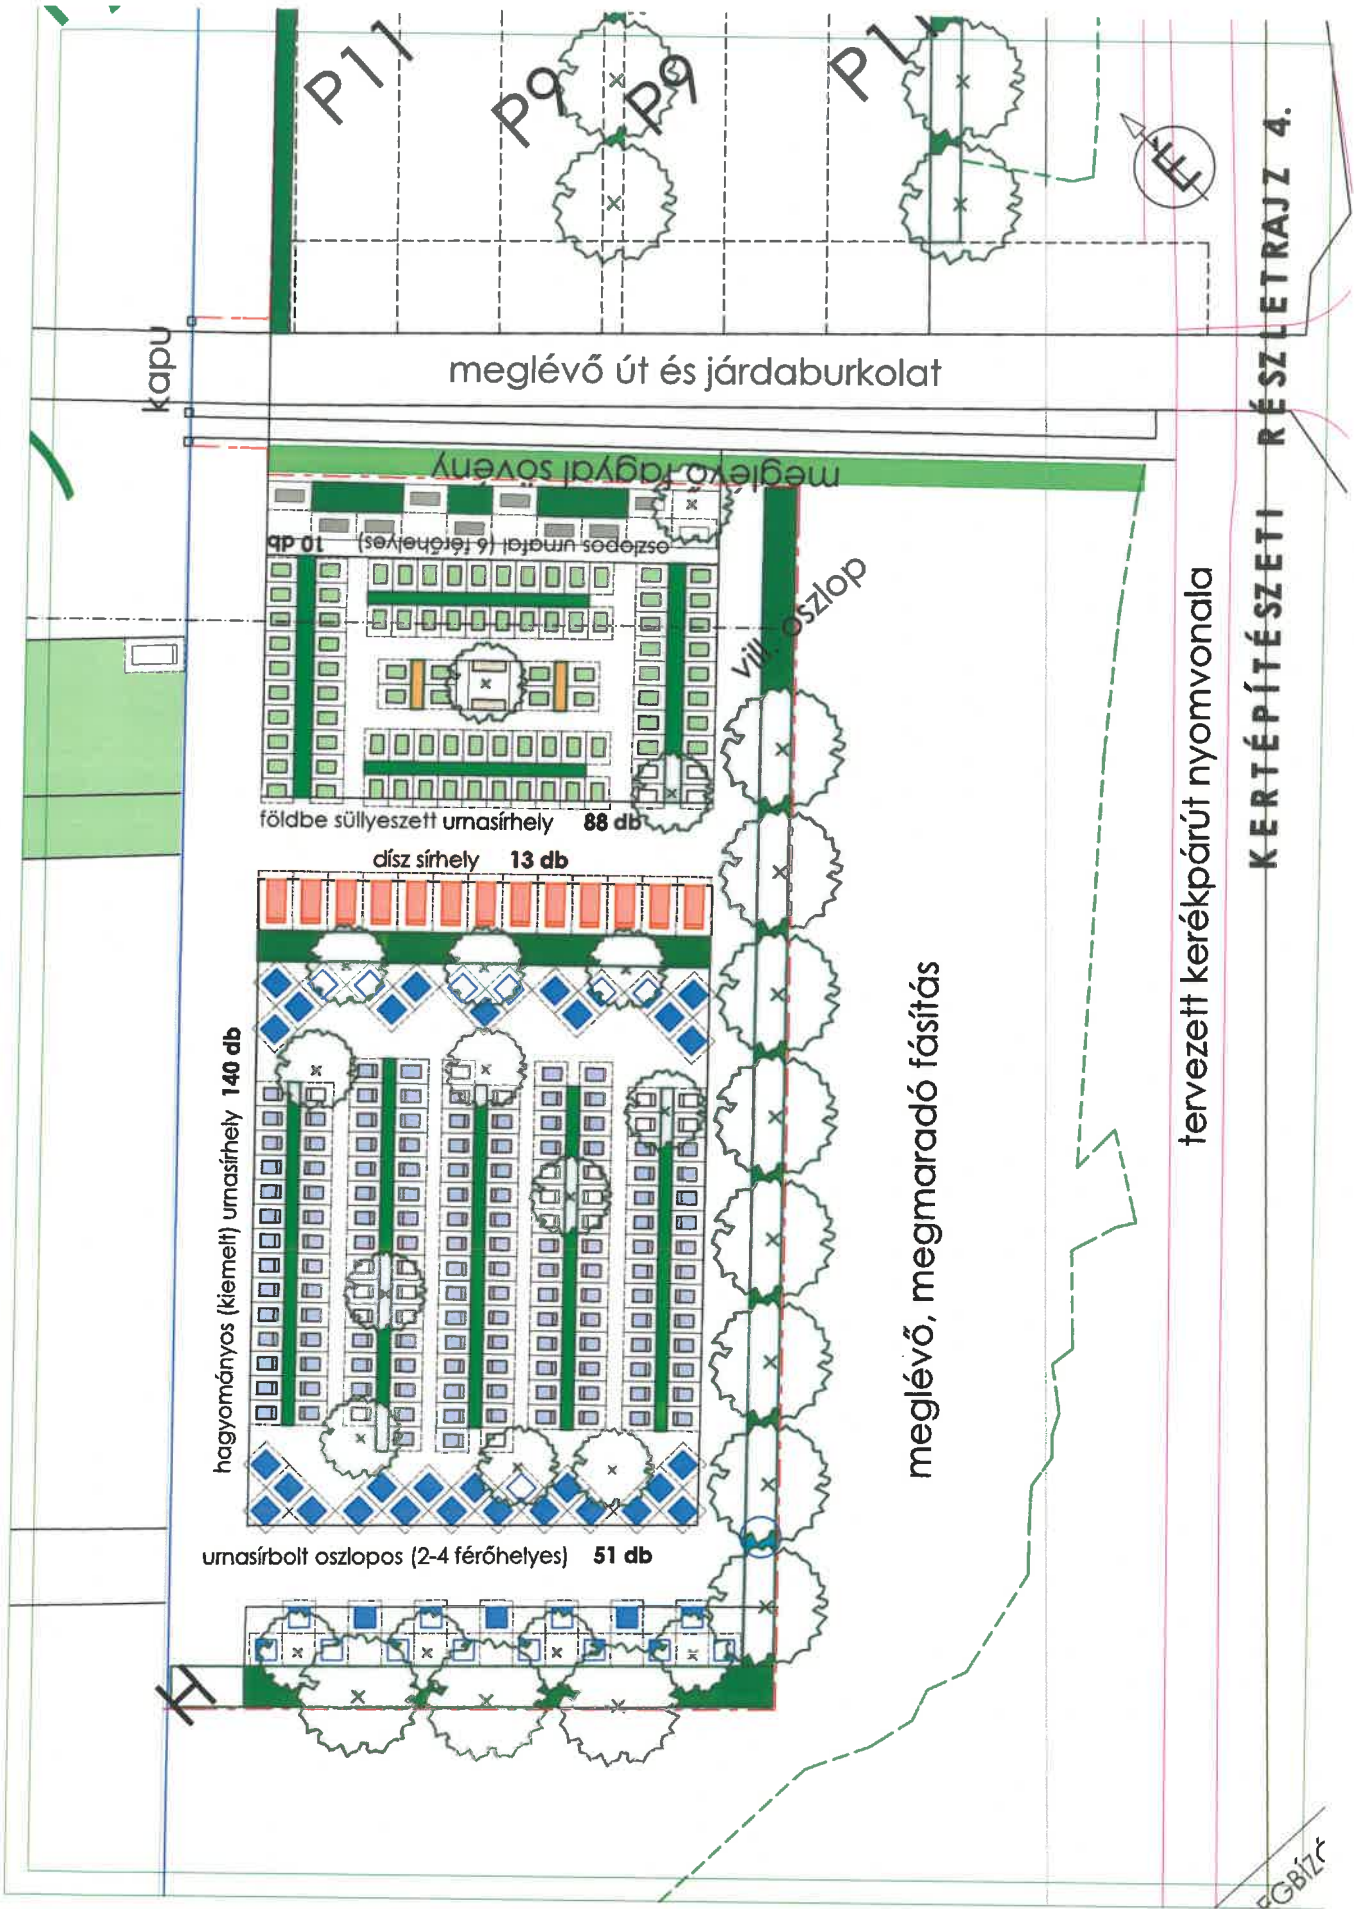 P11
P9
P9
kapu
meglévő út és járdaburkolat
meglévő fagyal sövény
oszlopos urnafal (6 férőhelyes) 10 db
vill. oszlop
földbe süllyeszett urnasírhely 88 db
dísz sírhely 13 db
hagyományos (kiemelt) urnasírhely 140 db
urnasírbolt oszlopos (2-4 férőhelyes) 51 db
H
meglévő, megmaradó fásítás
tervezett kerékpárút nyomvonala
É
KERTÉPÍTÉSZETI RÉSZLETRAJZ 4.